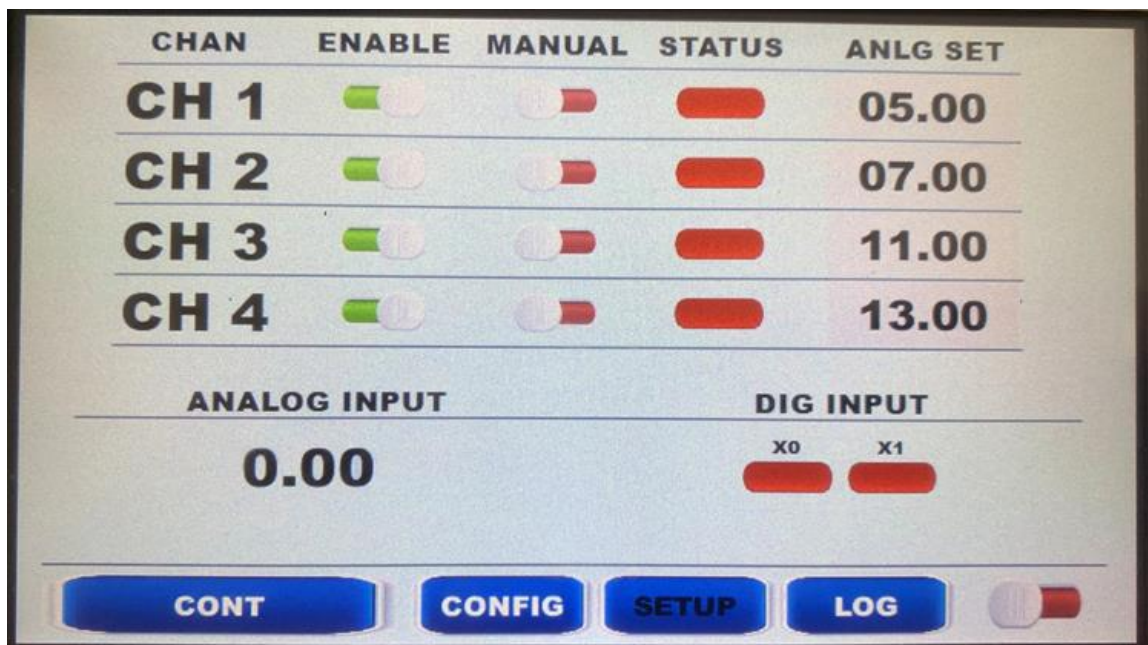 CHAN ENABLE MANUAL STATUS ANLG SET
CH 1 05.00
CH 2 07.00
CH 3 11.00
CH 4 13.00
ANALOG INPUT DIG INPUT
X0 X1
0.00
CONT CONFIG SETUP LOG